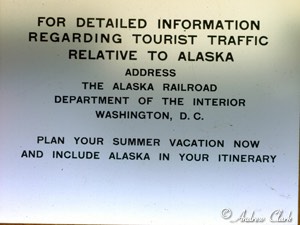 FOR DETAILED INFORMATION
REGARDING TOURIST TRAFFIC
RELATIVE TO ALASKA
ADDRESS
THE ALASKA RAILROAD
DEPARTMENT OF THE INTERIOR
WASHINGTON, D. C.
PLAN YOUR SUMMER VACATION NOW
AND INCLUDE ALASKA IN YOUR ITINERARY
© Andrew Clark